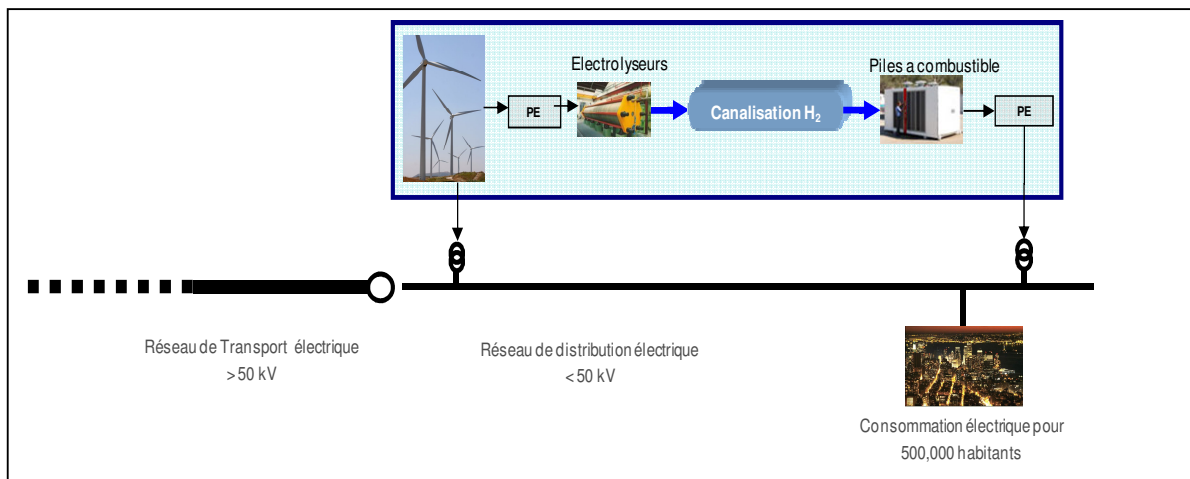 Electrolyseurs
Piles a combustible
PE
Canalisation H₂
PE
Réseau de Transport électrique
> 50 kV
Réseau de distribution électrique
< 50 kV
Consommation électrique pour
500,000 habitants